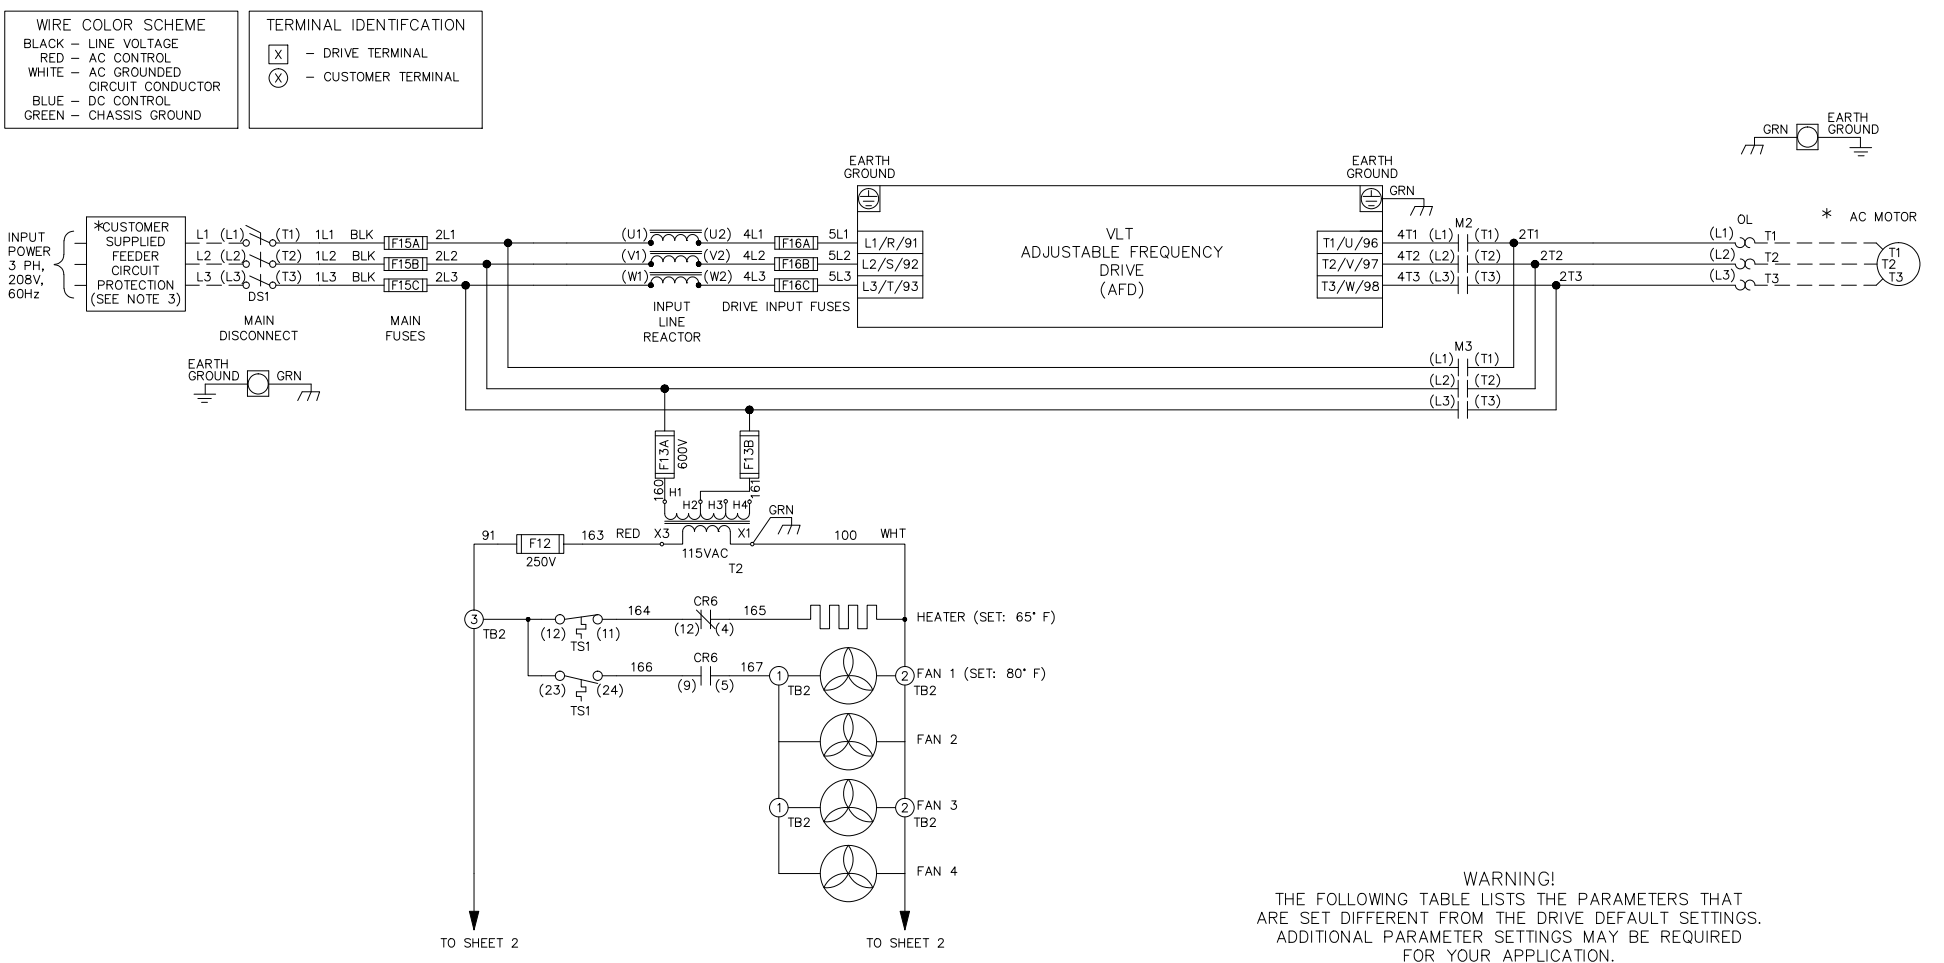 WIRE COLOR SCHEME
BLACK – LINE VOLTAGE
RED – AC CONTROL
WHITE – AC GROUNDED
CIRCUIT CONDUCTOR
BLUE – DC CONTROL
GREEN – CHASSIS GROUND
TERMINAL IDENTIFCATION
X – DRIVE TERMINAL
X – CUSTOMER TERMINAL
GRN
EARTH
GROUND
INPUT
POWER
3 PH,
208V,
60Hz
*CUSTOMER
SUPPLIED
FEEDER
CIRCUIT
PROTECTION
(SEE NOTE 3)
L1 (L1) (T1) 1L1 BLK F15A 2L1
L2 (L2) (T2) 1L2 BLK F15B 2L2
L3 (L3) (T3) 1L3 BLK F15C 2L3
DS1
MAIN
DISCONNECT
MAIN
FUSES
EARTH
GROUND
GRN
(U1) (U2) 4L1 F16A 5L1
(V1) (V2) 4L2 F16B 5L2
(W1) (W2) 4L3 F16C 5L3
INPUT
LINE
REACTOR
DRIVE INPUT FUSES
EARTH
GROUND
L1/R/91
L2/S/92
L3/T/93
VLT
ADJUSTABLE FREQUENCY
DRIVE
(AFD)
EARTH
GROUND
GRN
T1/U/96
T2/V/97
T3/W/98
M2
4T1 (L1) (T1) 2T1
4T2 (L2) (T2) 2T2
4T3 (L3) (T3) 2T3
M3
(L1) (T1)
(L2) (T2)
(L3) (T3)
OL
(L1) T1
(L2) T2
(L3) T3
* AC MOTOR
T1
T2
T3
F13A
600V
F13B
160
161
H1
H2
H3
H4
GRN
91
F12
250V
163
RED
X3
X1
115VAC
T2
100
WHT
3
TB2
(12) (11)
TS1
164
CR6
(12) (4)
165
HEATER (SET: 65° F)
(23) (24)
TS1
166
CR6
(9) (5)
167
1
TB2
2
TB2
FAN 1 (SET: 80° F)
FAN 2
1
TB2
2
TB2
FAN 3
FAN 4
TO SHEET 2
TO SHEET 2
WARNING!
THE FOLLOWING TABLE LISTS THE PARAMETERS THAT
ARE SET DIFFERENT FROM THE DRIVE DEFAULT SETTINGS.
ADDITIONAL PARAMETER SETTINGS MAY BE REQUIRED
FOR YOUR APPLICATION.